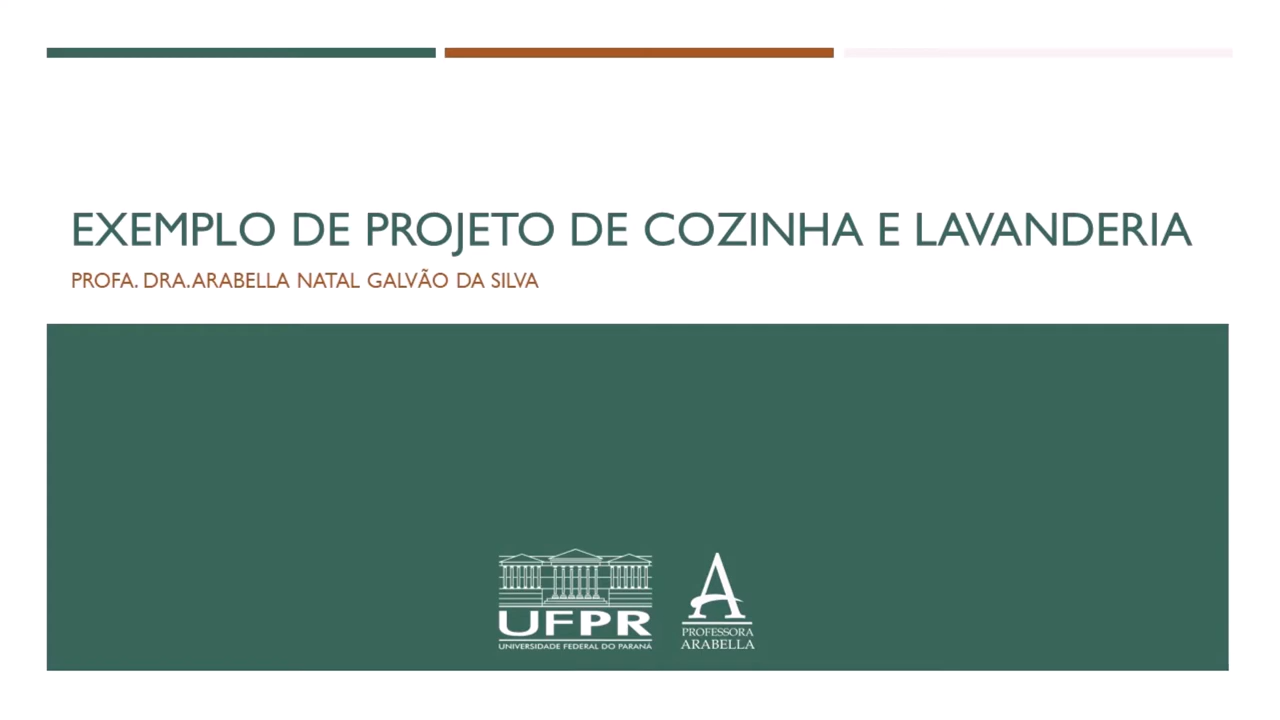 EXEMPLO DE PROJETO DE COZINHA E LAVANDERIA
PROFA. DRA. ARABELLA NATAL GALVÃO DA SILVA
UFPR
UNIVERSIDADE FEDERAL DO PARANÁ
A
PROFESSORA
ARABELLA